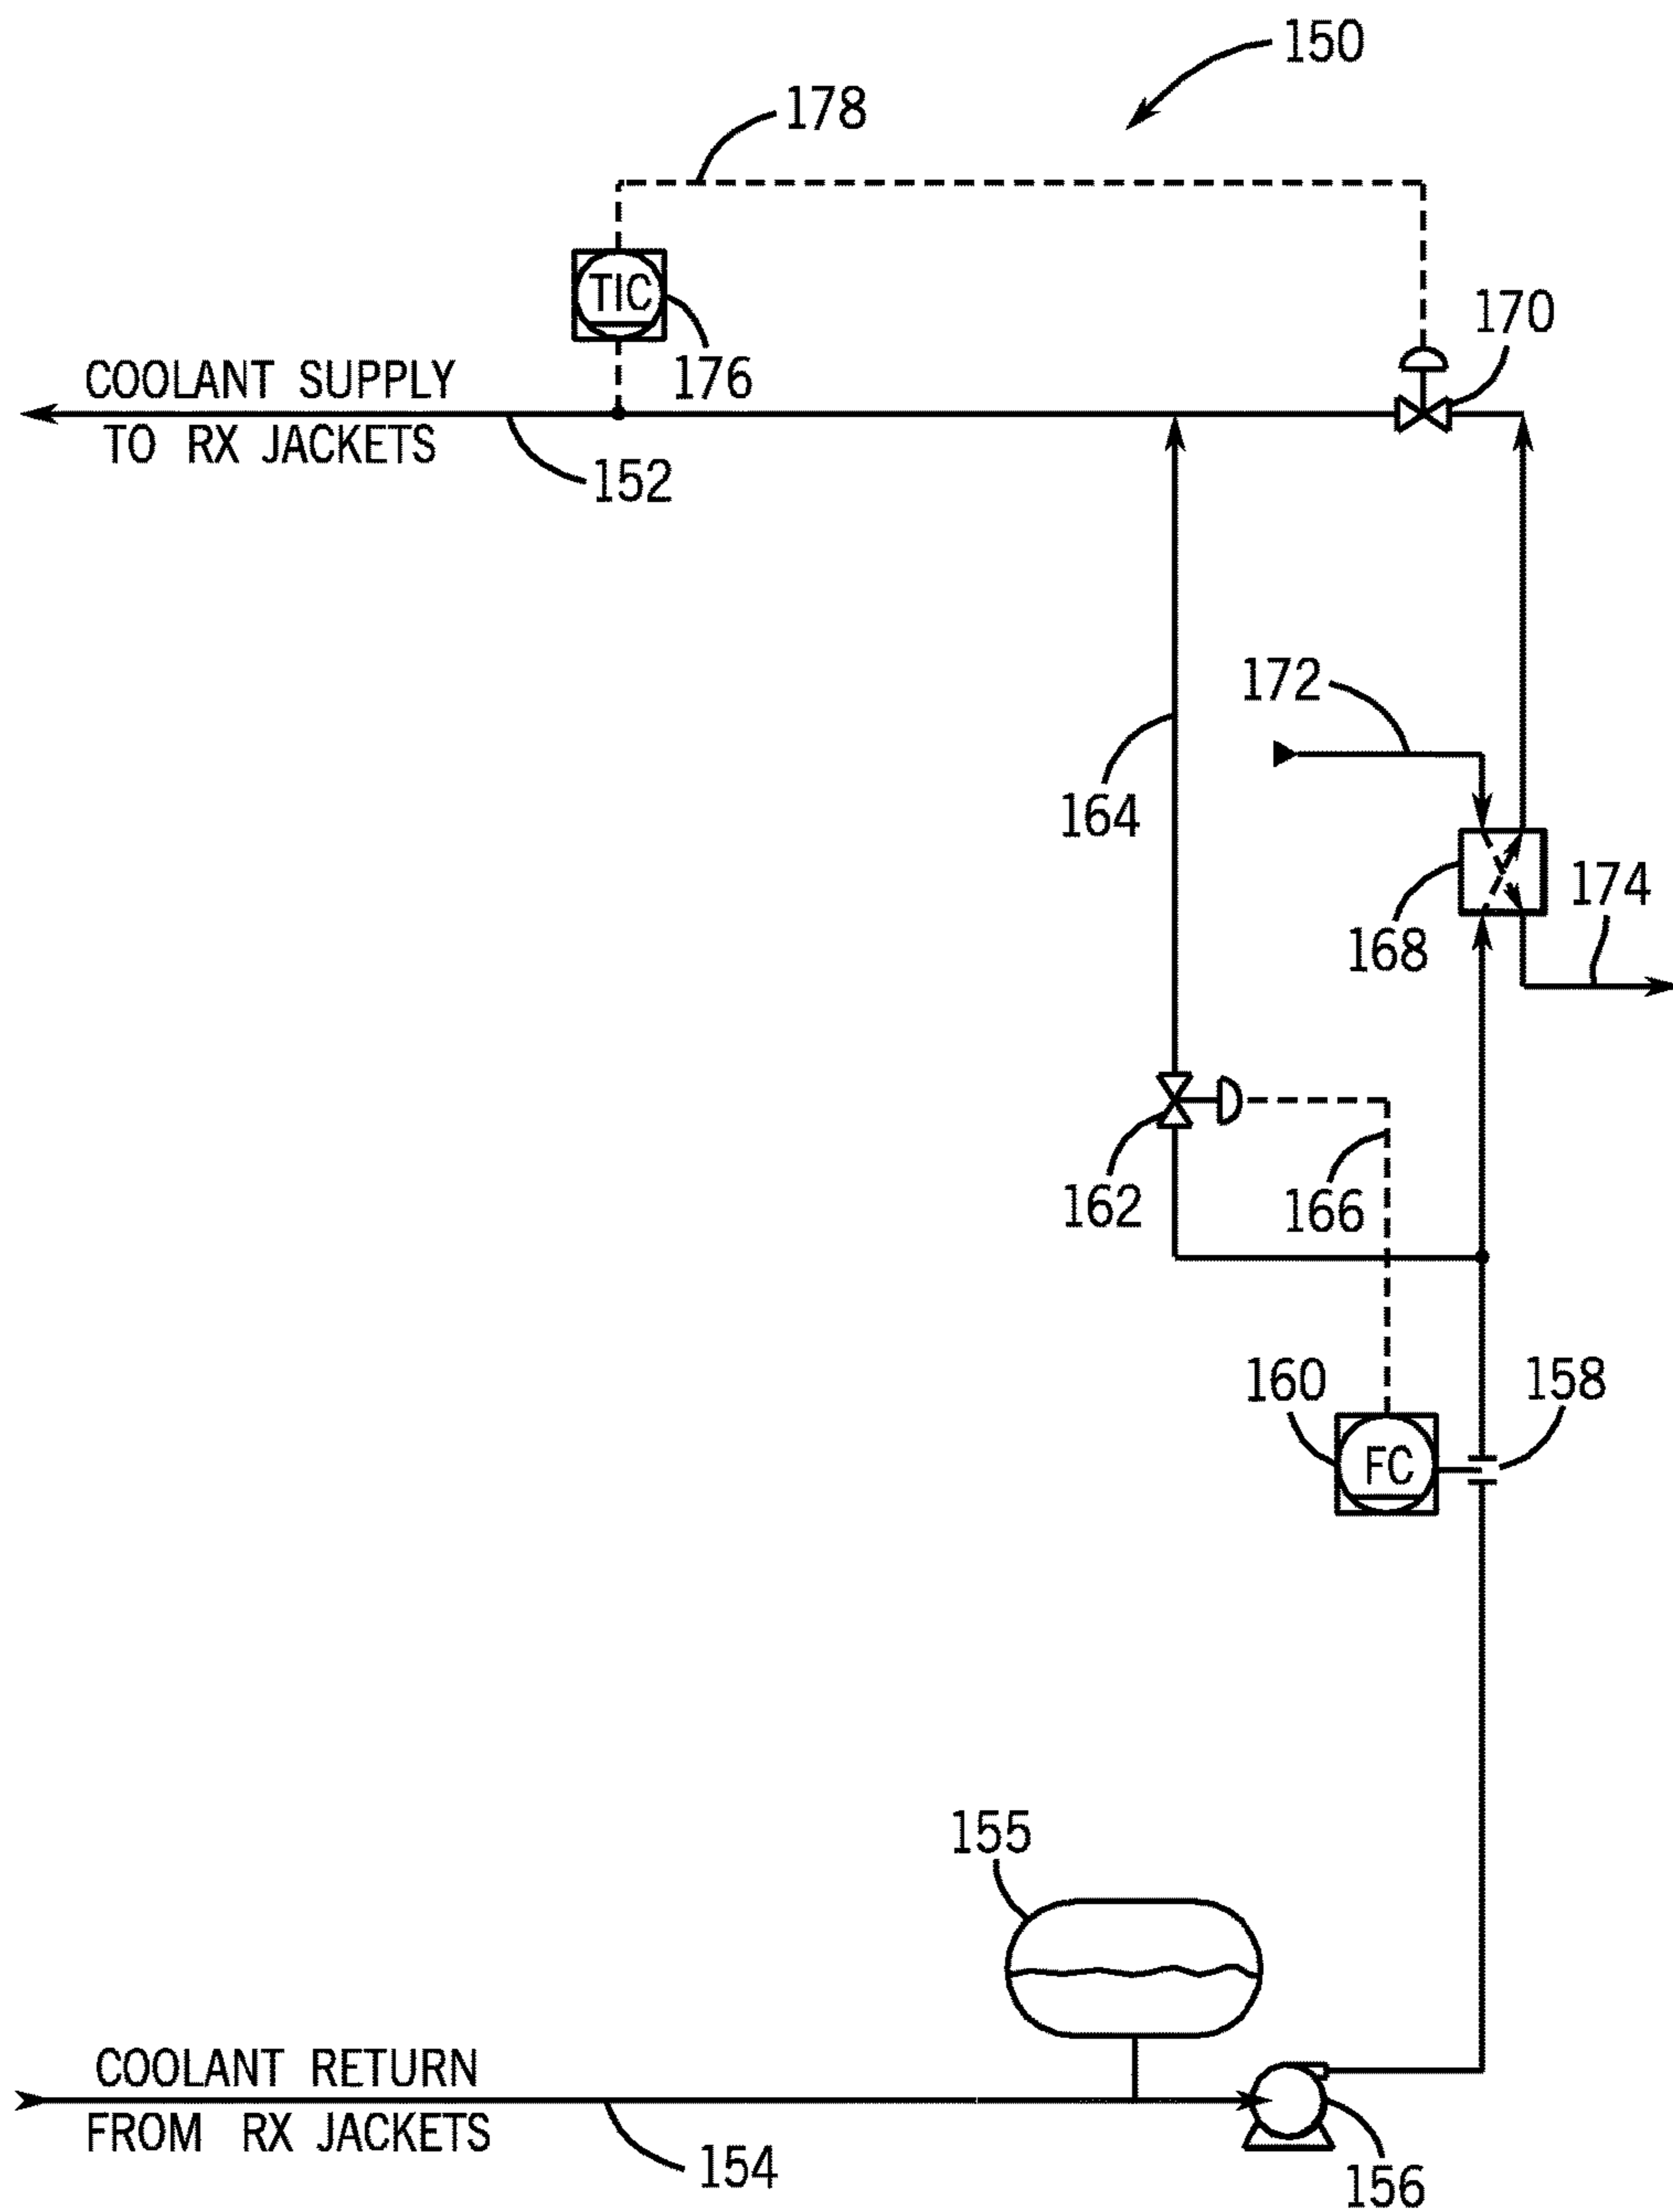 150
178
TIC
170
176
COOLANT SUPPLY
TO RX JACKETS
152
172
164
174
168
162
166
160
158
FC
155
COOLANT RETURN
FROM RX JACKETS
154
156